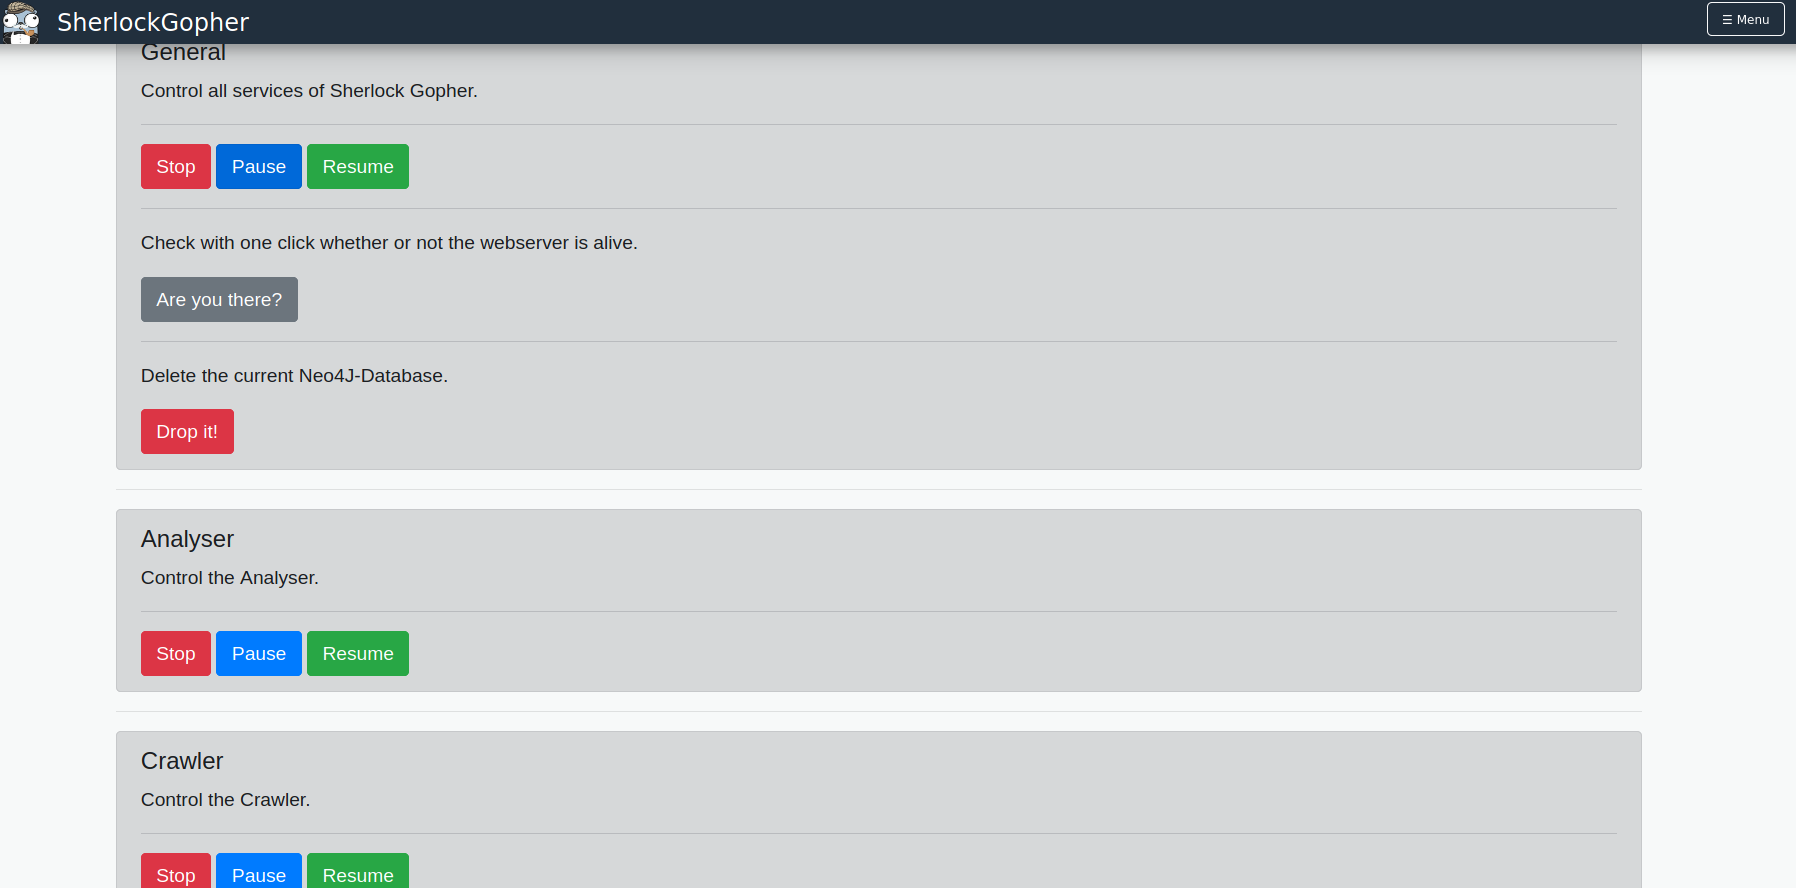 SherlockGopher
☰ Menu
General
Control all services of Sherlock Gopher.
Stop Pause Resume
Check with one click whether or not the webserver is alive.
Are you there?
Delete the current Neo4J-Database.
Drop it!
Analyser
Control the Analyser.
Stop Pause Resume
Crawler
Control the Crawler.
Stop Pause Resume